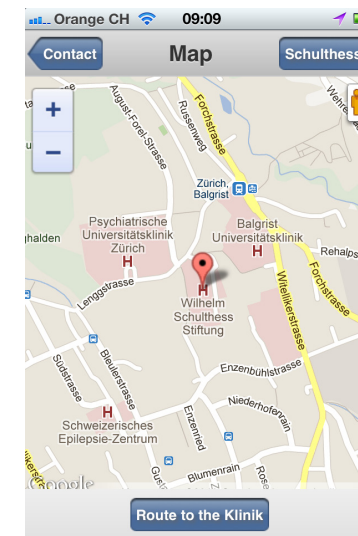 Orange CH 09:09
Contact Map Schulthess
+
August-Forel-Strasse
Russenweg
Forchstrasse
−
Zürich,
Balgrist
Psychiatrische
Universitätsklinik
Zürich
H
Balgrist
Universitätsklinik
H
ghalden
Rehalps
Lenggstrasse
H
Wilhelm
Schulthess
Stiftung
Witellikerstrasse
Forchstrasse
Enzenbühlstrasse
Südstrasse
Bleulerstrasse
Niederhofenrain
H
Schweizerisches
Epilepsie-Zentrum
Enzenried
Blumenrain
Google
Route to the Klinik